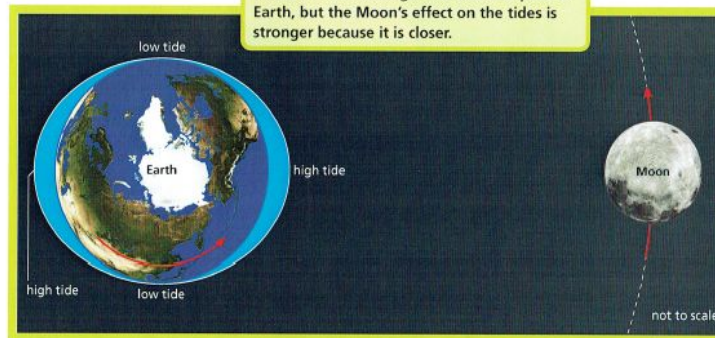 Earth, but the Moon's effect on the tides is
stronger because it is closer.
low tide
Earth
high tide
Moon
high tide
low tide
not to scale